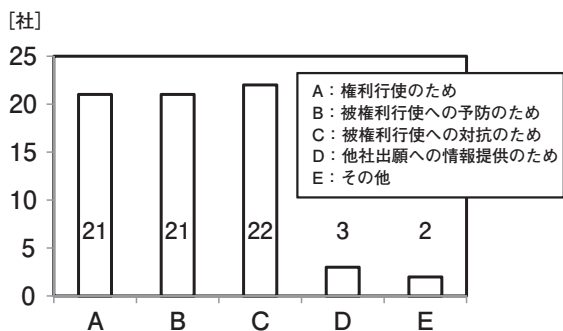 [社]
25
20
15
10
5
0
A：権利行使のため
B：被権利行使への予防のため
C：被権利行使への対抗のため
D：他社出願への情報提供のため
E：その他
21 21 22 3 2
A B C D E